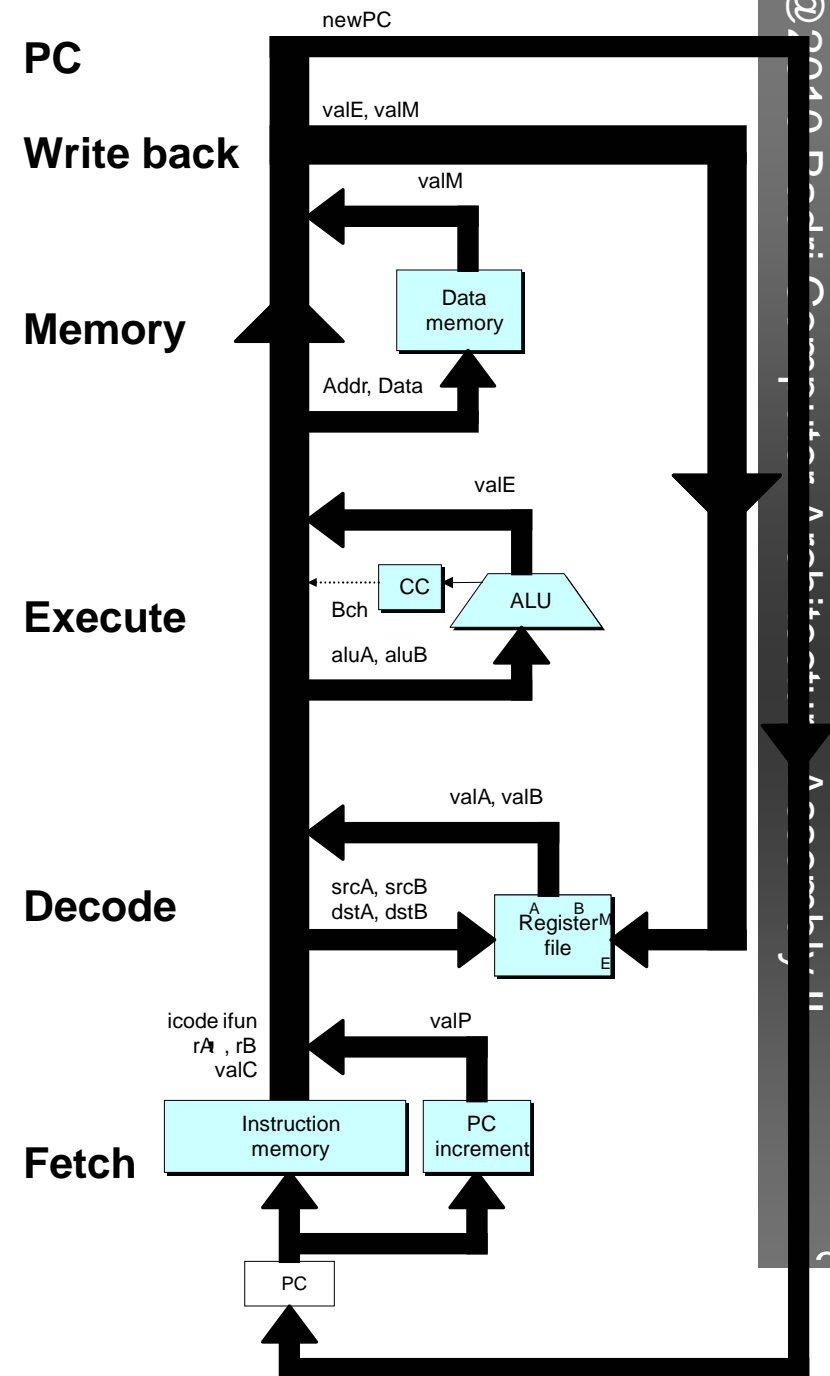 newPC
PC
valE, valM
Write back
valM
Data
memory
Memory
Addr, Data
valE
CC
ALU
Bch
Execute
aluA, aluB
valA, valB
srcA, srcB
dstA, dstB
Decode
A B
Register M
file
E
icode ifun
rA , rB
valC
valP
Instruction
memory
PC
increment
Fetch
PC